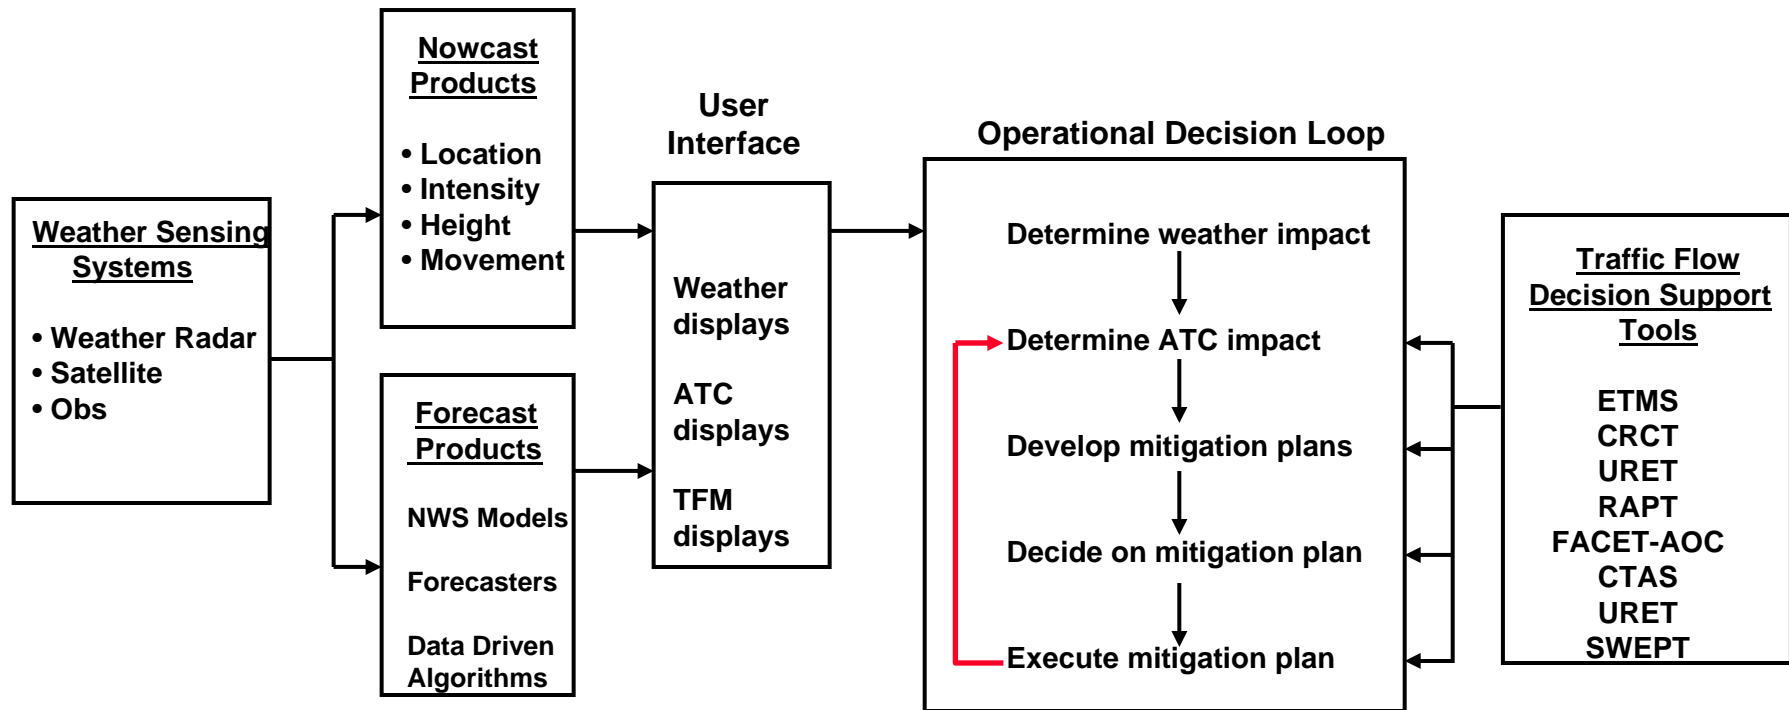 Weather Sensing
Systems
• Weather Radar
• Satellite
• Obs
Nowcast
Products
• Location
• Intensity
• Height
• Movement
Forecast
Products
NWS Models
Forecasters
Data Driven
Algorithms
User
Interface
Weather
displays
ATC
displays
TFM
displays
Operational Decision Loop
Determine weather impact
Determine ATC impact
Develop mitigation plans
Decide on mitigation plan
Execute mitigation plan
Traffic Flow
Decision Support
Tools
ETMS
CRCT
URET
RAPT
FACET-AOC
CTAS
URET
SWEPT